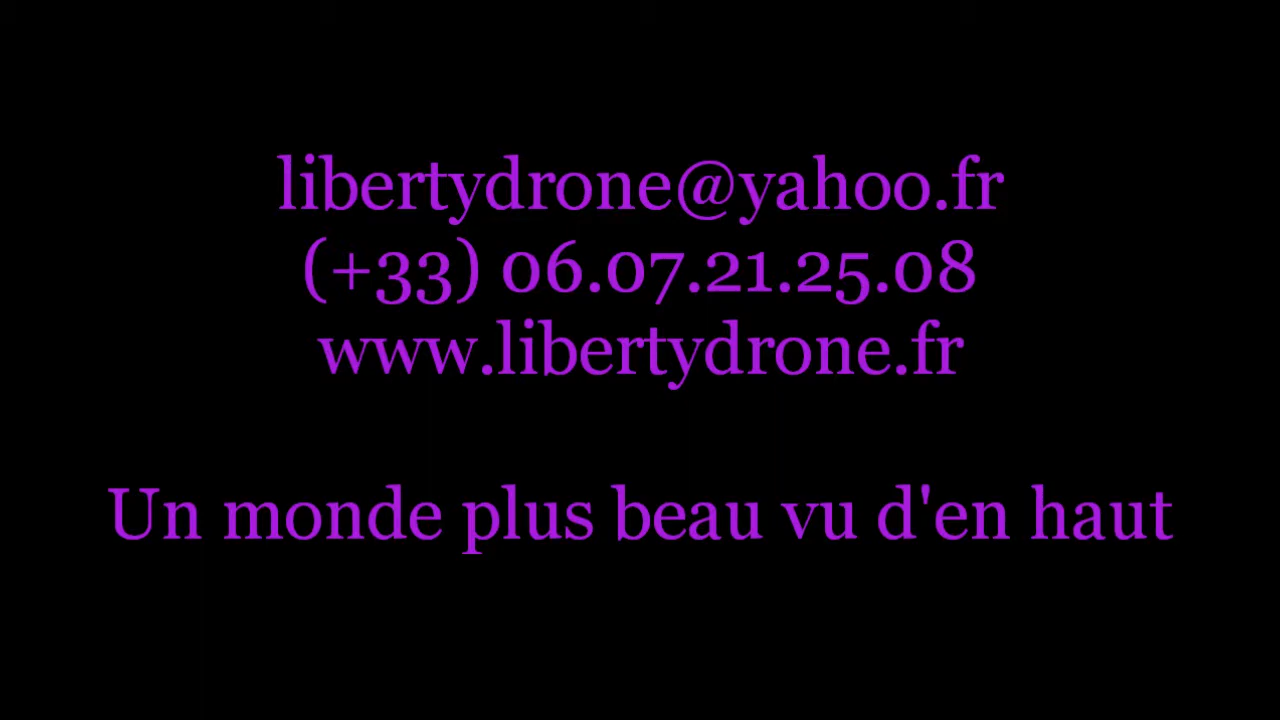 libertydrone@yahoo.fr
(+33) 06.07.21.25.08
www.libertydrone.fr
Un monde plus beau vu d'en haut